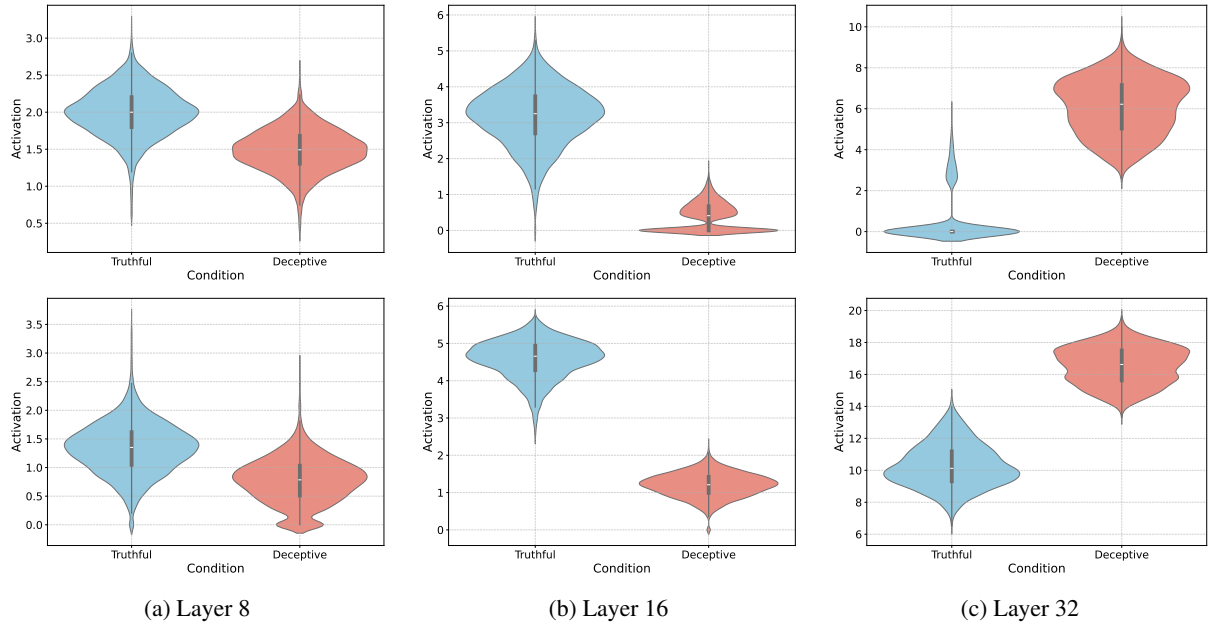 Activation
3.0
2.5
2.0
1.5
1.0
0.5
Truthful
Deceptive
Condition
Activation
6
5
4
3
2
1
0
Truthful
Deceptive
Condition
Activation
10
8
6
4
2
0
Truthful
Deceptive
Condition
Activation
3.5
3.0
2.5
2.0
1.5
1.0
0.5
0.0
Truthful
Deceptive
Condition
Activation
6
5
4
3
2
1
0
Truthful
Deceptive
Condition
Activation
20
18
16
14
12
10
8
6
Truthful
Deceptive
Condition
(a) Layer 8
(b) Layer 16
(c) Layer 32